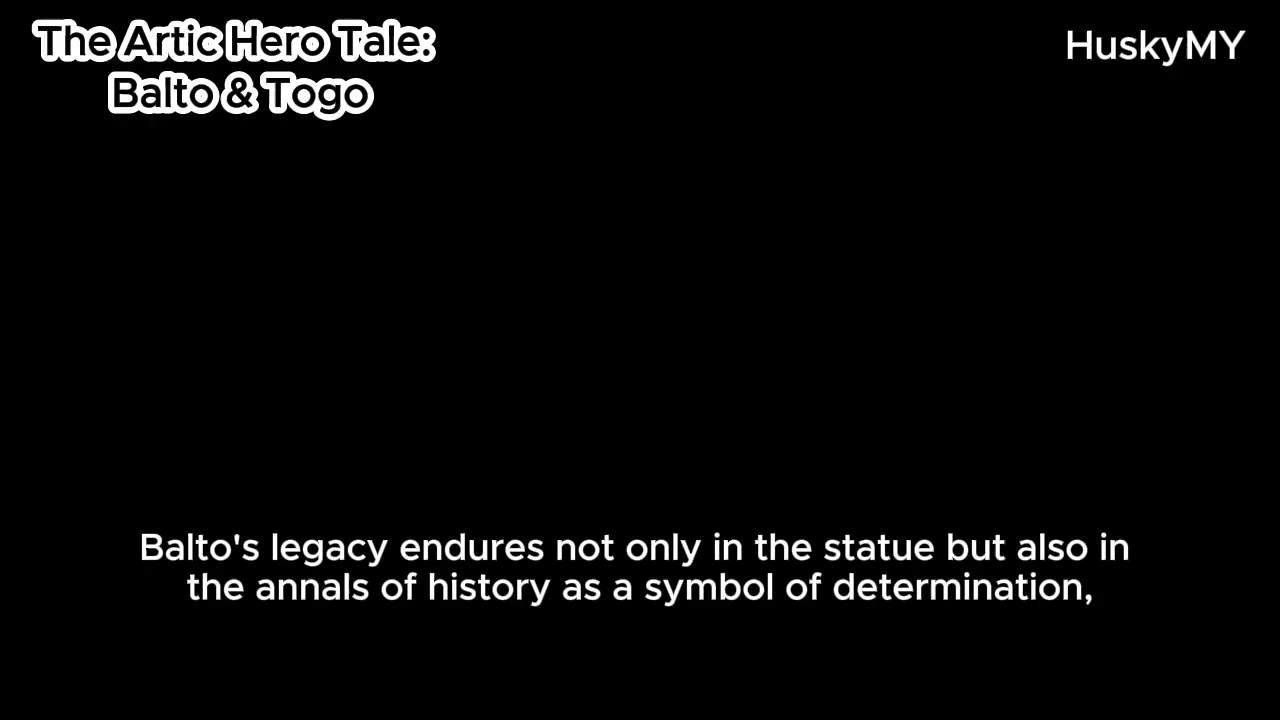 The Artic Hero Tale:
Balto & Togo
HuskyMY
Balto's legacy endures not only in the statue but also in
the annals of history as a symbol of determination,